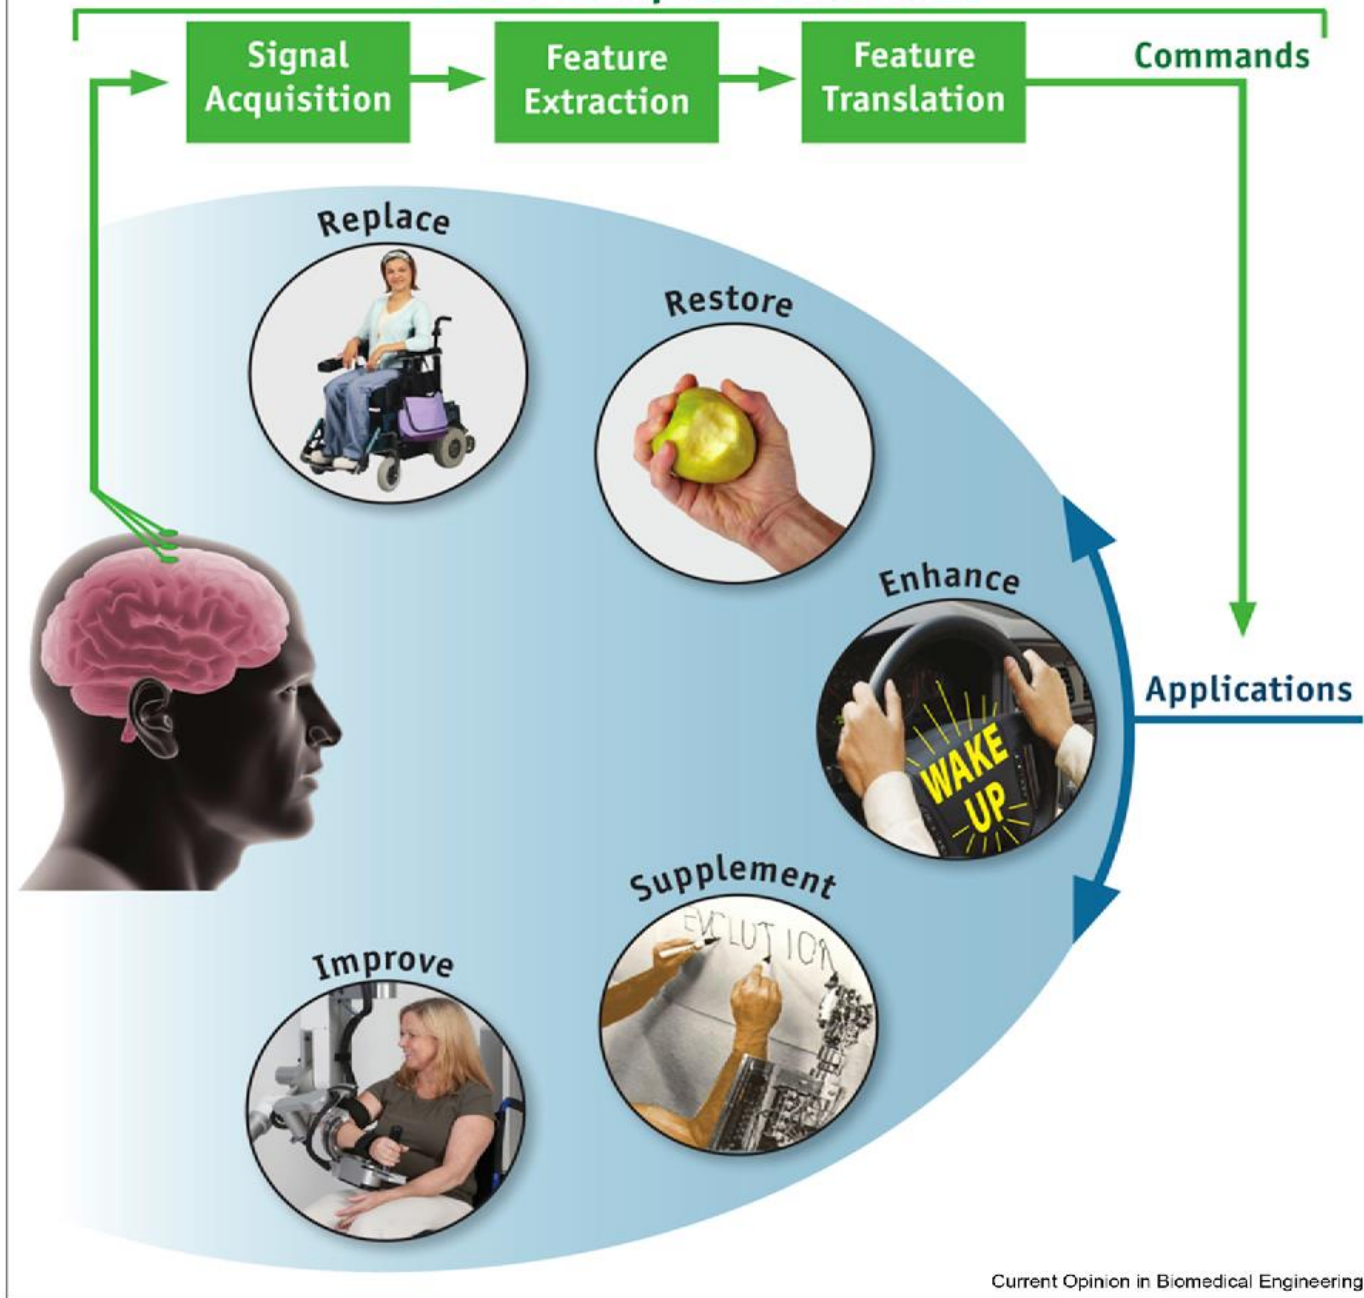 Signal
Acquisition
Feature
Extraction
Feature
Translation
Commands
Replace
Restore
Enhance
WAKE
UP
Applications
Supplement
EVOLUTION
Improve
Current Opinion in Biomedical Engineering